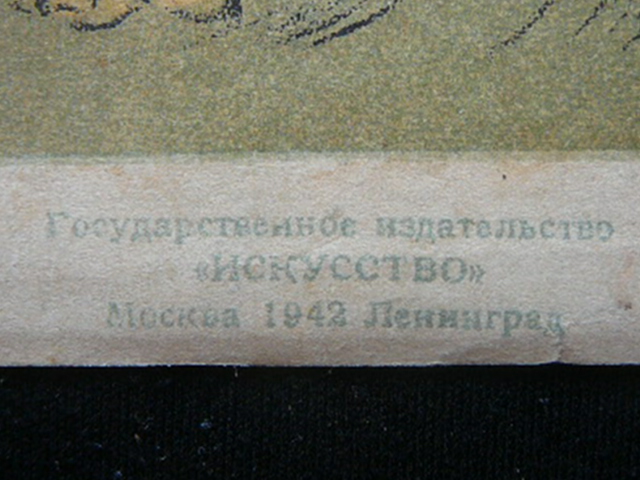 Государственное издательство
«ИСКУССТВО»
Москва 1942 Ленинград